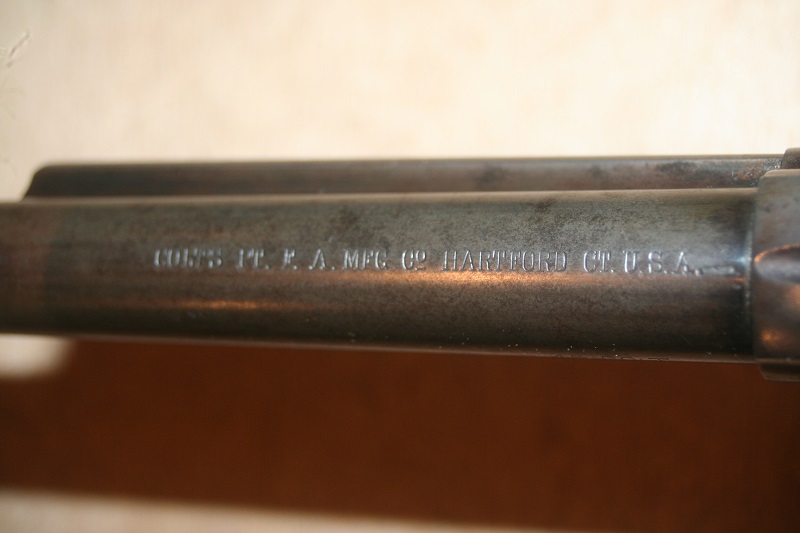 COLT'S PT. F. A. MFG. Co HARTFORD CT. U.S.A.